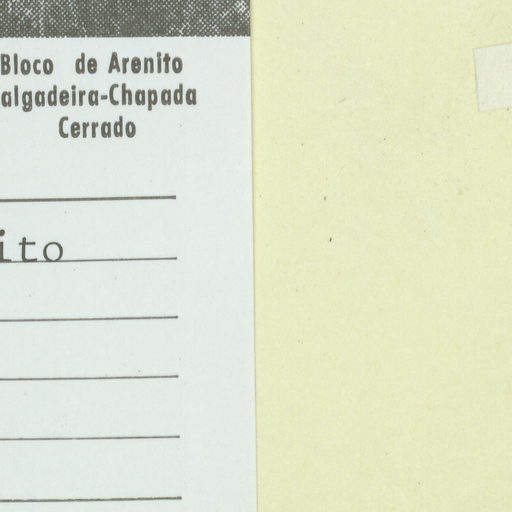 Bloco de Arenito
algadeira-Chapada
Cerrado
ito